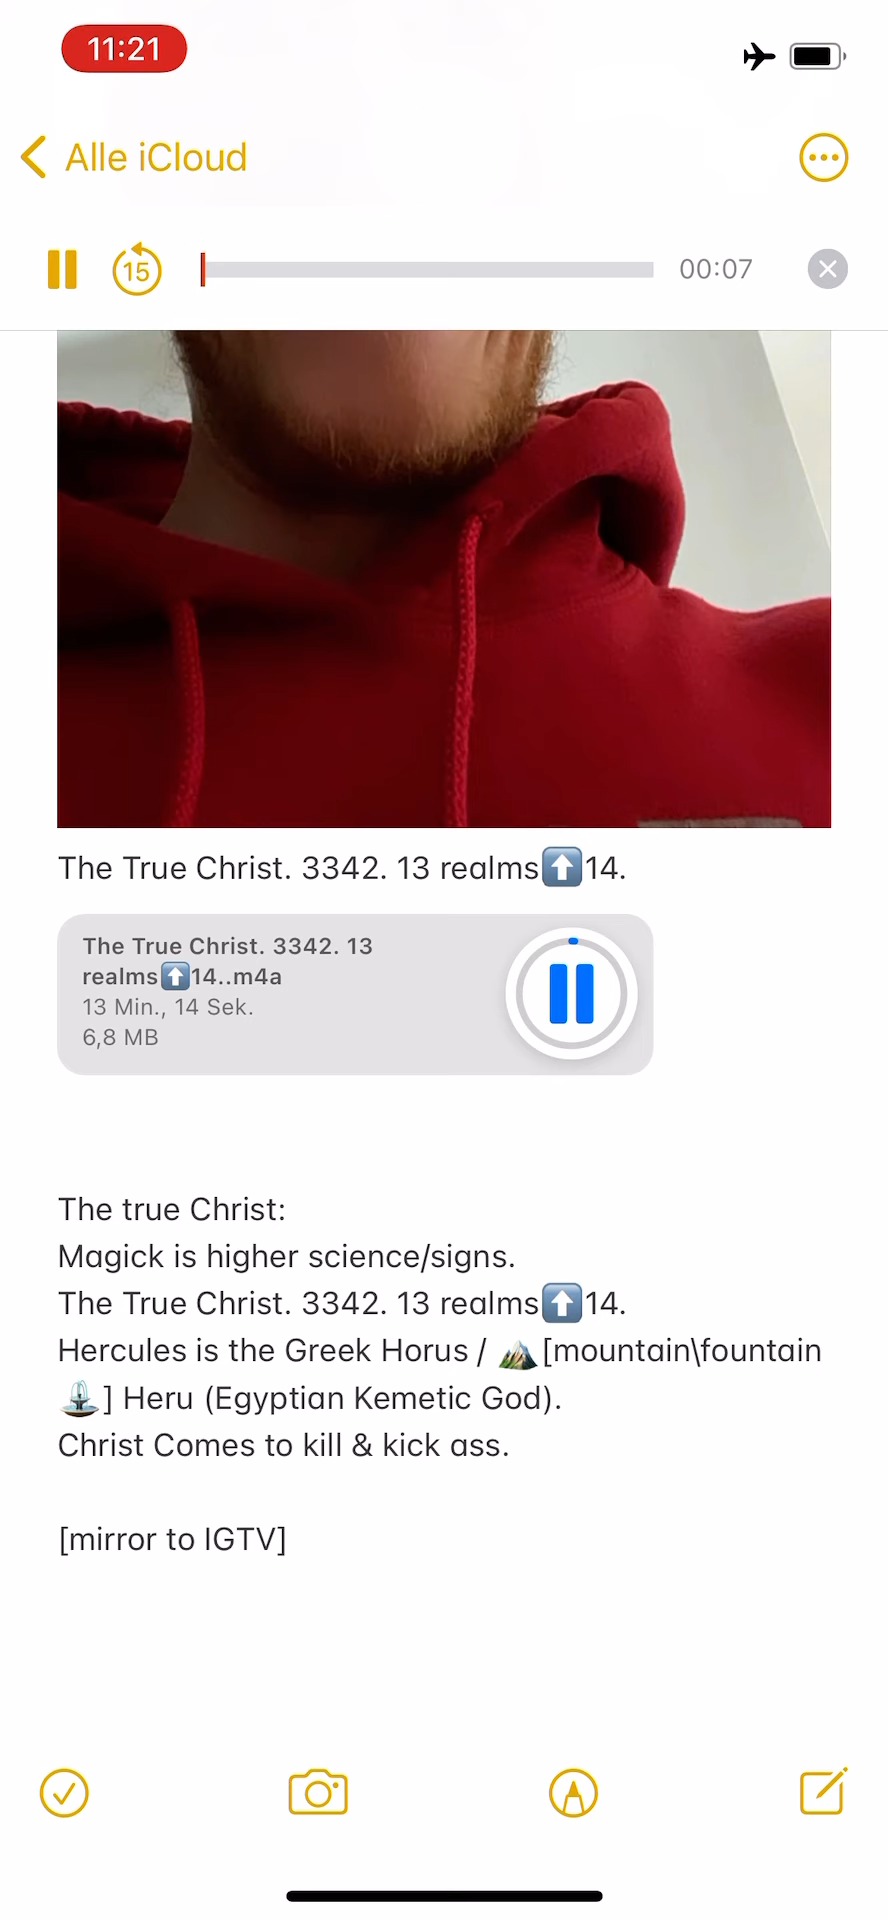 11:21
Alle iCloud
15
00:07
The True Christ. 3342. 13 realms⬆️14.
The True Christ. 3342. 13
realms⬆️14..m4a
13 Min., 14 Sek.
6,8 MB
The true Christ:
Magick is higher science/signs.
The True Christ. 3342. 13 realms⬆️14.
Hercules is the Greek Horus / ⛰️[mountain\fountain
⛲] Heru (Egyptian Kemetic God).
Christ Comes to kill & kick ass.
[mirror to IGTV]